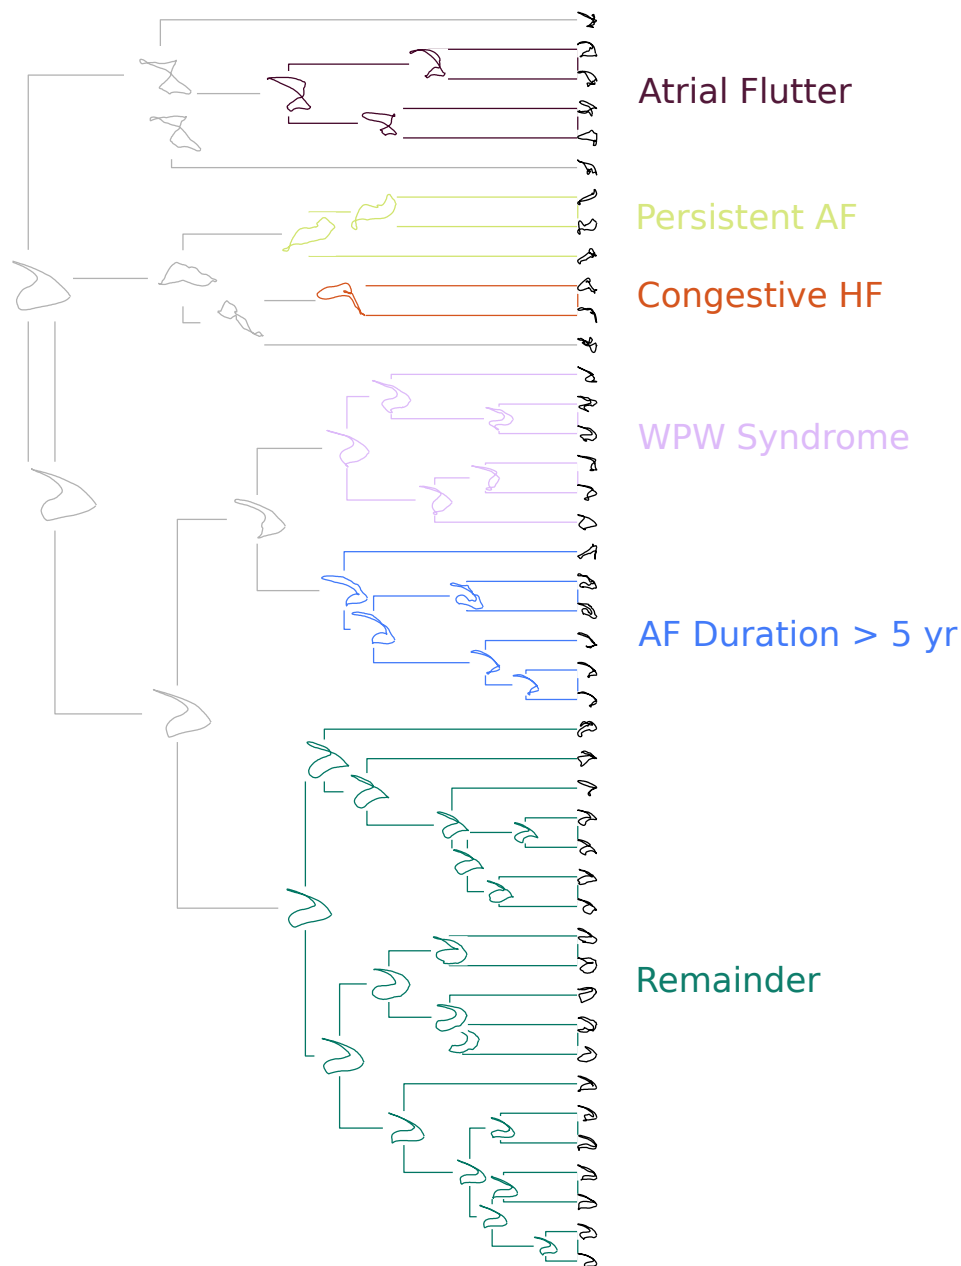 Atrial Flutter
Persistent AF
Congestive HF
WPW Syndrome
AF Duration > 5 yr
Remainder